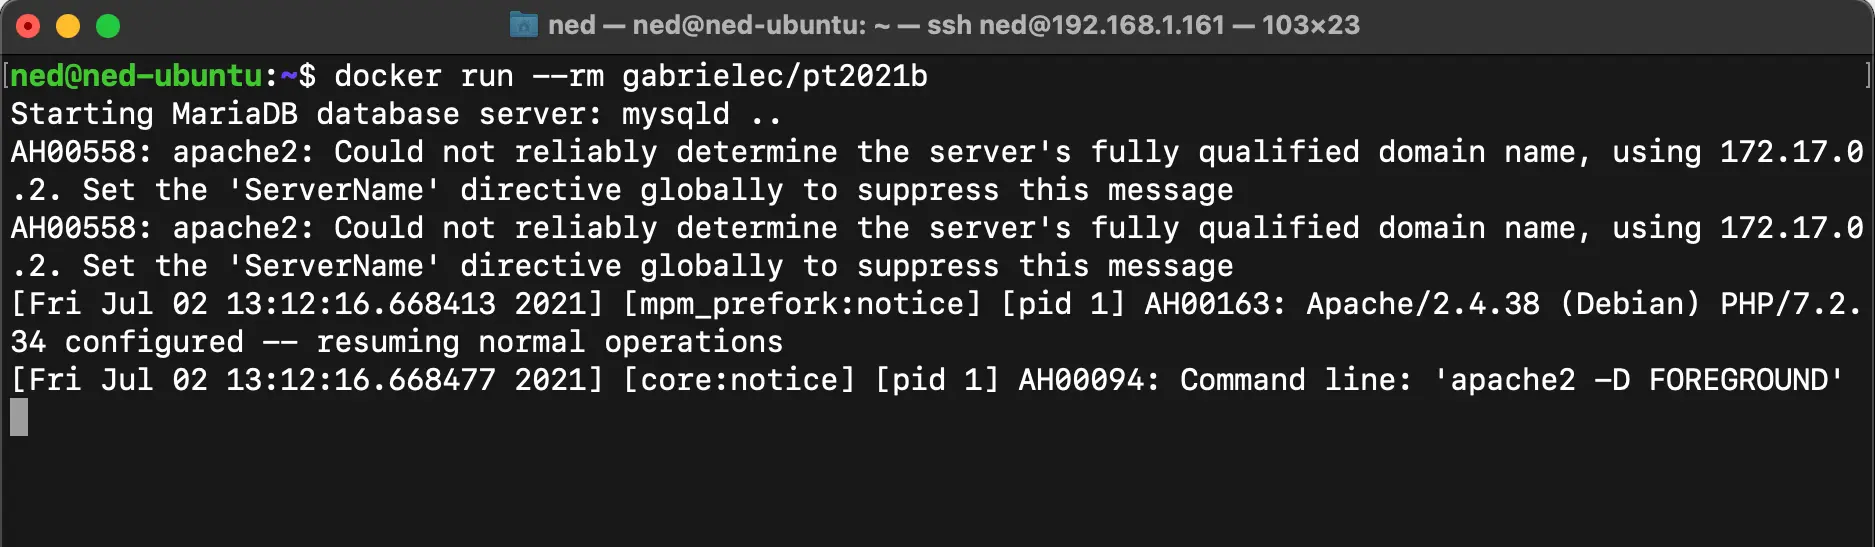 ned — ned@ned-ubuntu: ~ — ssh ned@192.168.1.161 — 103×23
[ned@ned-ubuntu:~$ docker run --rm gabrielec/pt2021b ]
Starting MariaDB database server: mysqld ..
AH00558: apache2: Could not reliably determine the server's fully qualified domain name, using 172.17.0
.2. Set the 'ServerName' directive globally to suppress this message
AH00558: apache2: Could not reliably determine the server's fully qualified domain name, using 172.17.0
.2. Set the 'ServerName' directive globally to suppress this message
[Fri Jul 02 13:12:16.668413 2021] [mpm_prefork:notice] [pid 1] AH00163: Apache/2.4.38 (Debian) PHP/7.2.
34 configured -- resuming normal operations
[Fri Jul 02 13:12:16.668477 2021] [core:notice] [pid 1] AH00094: Command line: 'apache2 -D FOREGROUND'